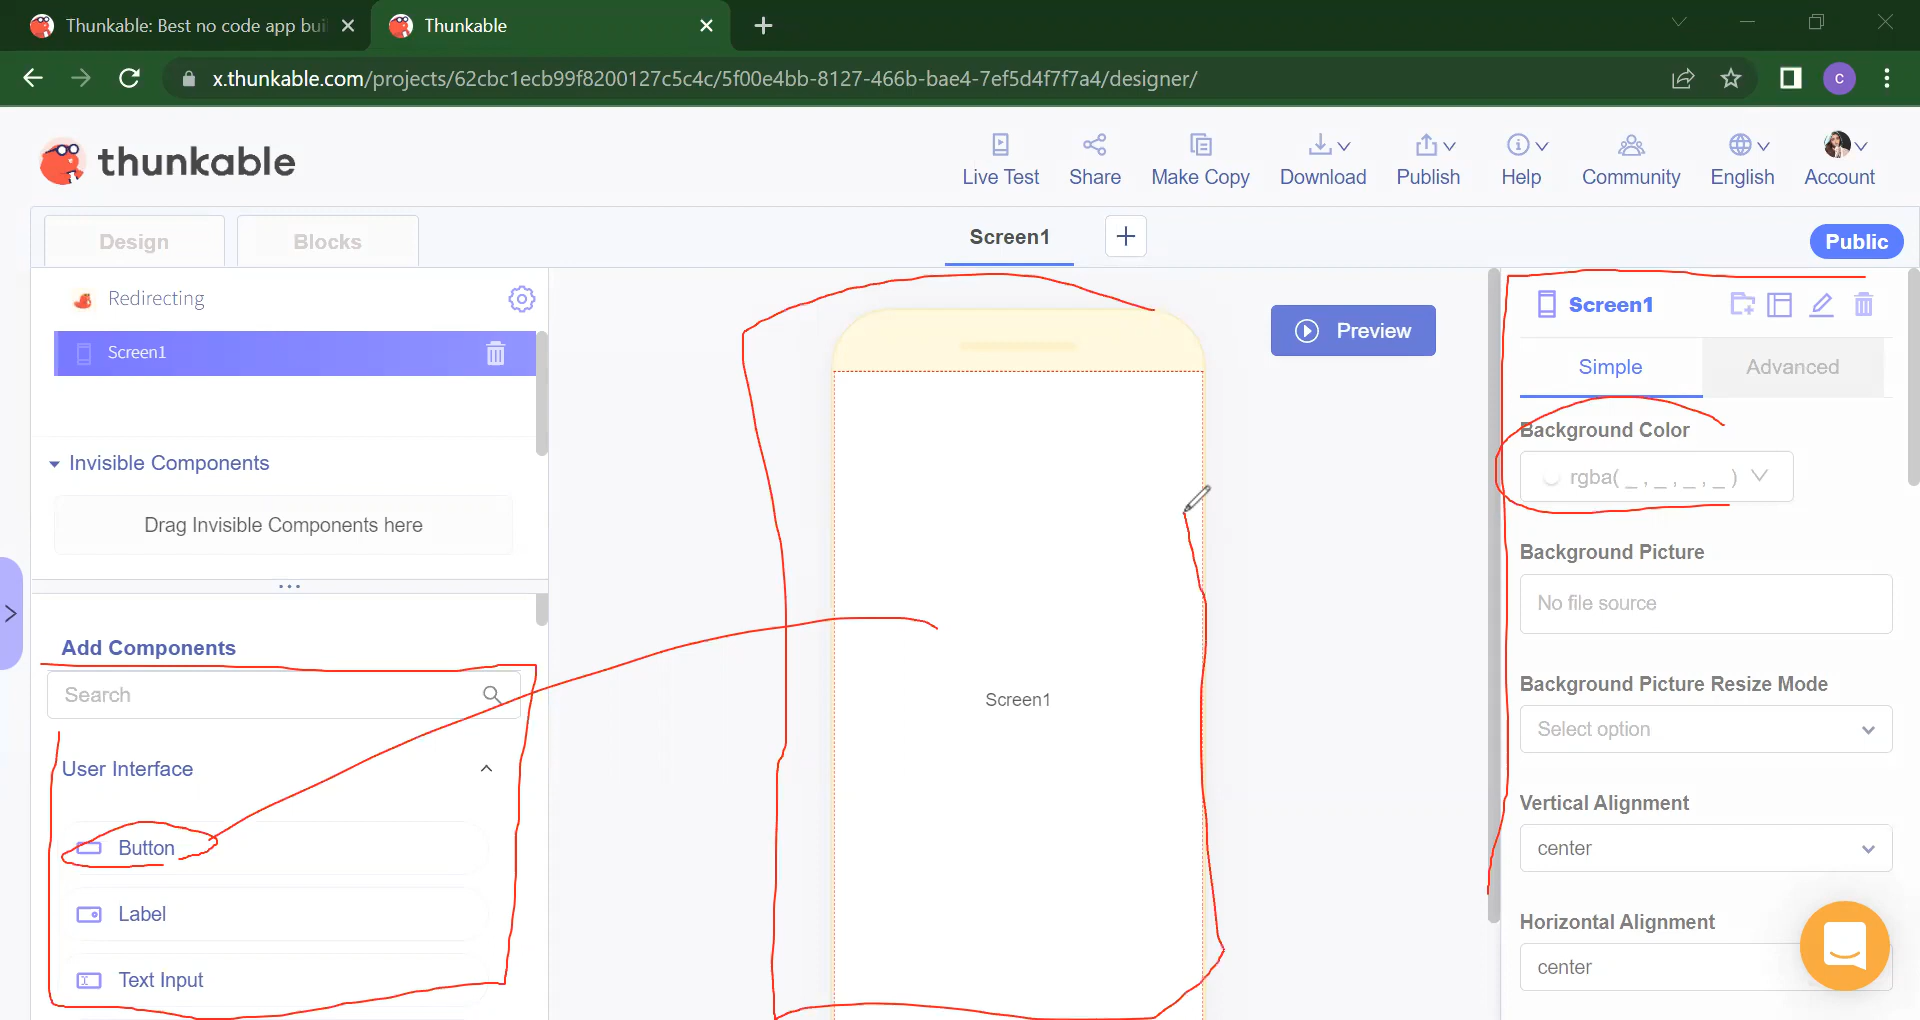 Thunkable: Best no code app bui
Thunkable
x.thunkable.com/projects/62cbc1ecb99f8200127c5c4c/5f00e4bb-8127-466b-bae4-7ef5d4f7f7a4/designer/
C
thunkable
Live Test
Share
Make Copy
Download
Publish
Help
Community
English
Account
Design
Blocks
Screen1
Public
Redirecting
Screen1
Invisible Components
Drag Invisible Components here
Add Components
Search
User Interface
Button
Label
Text Input
Preview
Screen1
Screen1
Simple
Advanced
Background Color
rgba( _ , _ , _ , _ )
Background Picture
No file source
Background Picture Resize Mode
Select option
Vertical Alignment
center
Horizontal Alignment
center